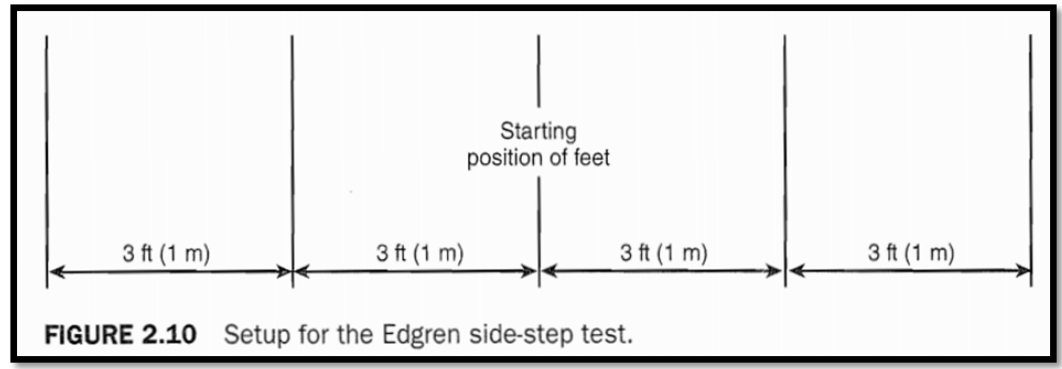 Starting
position of feet
3 ft (1 m) 3 ft (1 m) 3 ft (1 m) 3 ft (1 m)
FIGURE 2.10 Setup for the Edgren side-step test.